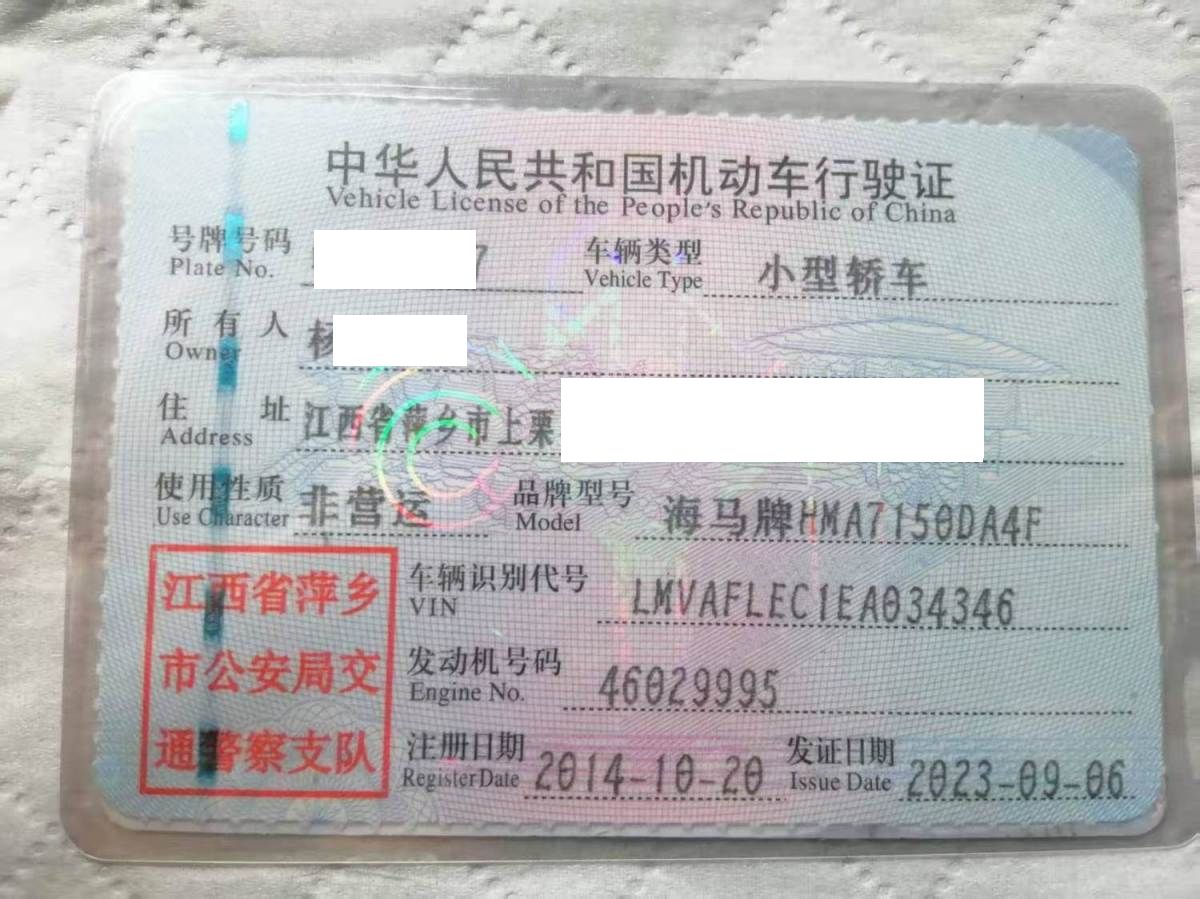 中华人民共和国机动车行驶证
Vehicle License of the People's Republic of China
号牌号码 7 车辆类型 小型轿车
Plate No. Vehicle Type
所有人 杨
Owner
住址 江西省萍乡市上栗
Address
使用性质 非营运 品牌型号 海马牌HMA7150DA4F
Use Character Model
江西省萍乡
市公安局交
通警察支队
车辆识别代号 LMVAFLEC1EA034346
VIN
发动机号码 46029995
Engine No.
注册日期 2014-10-20 发证日期 2023-09-06
Register Date Issue Date